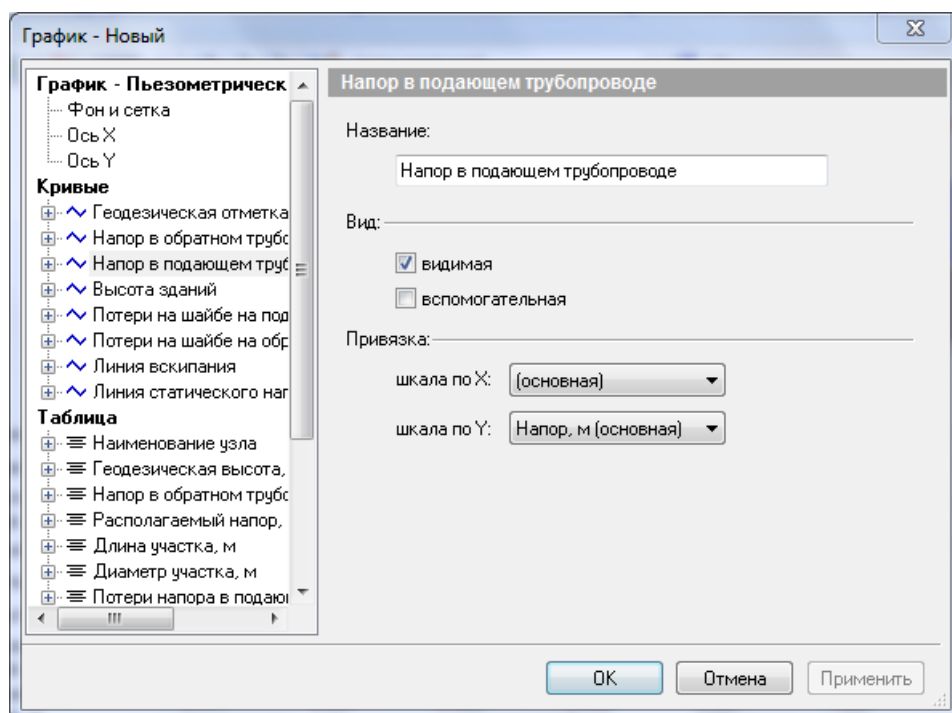 График - Новый
График - Пьезометрическ
Фон и сетка
Ось X
Ось Y
Кривые
Геодезическая отметка
Напор в обратном трубо
Напор в подающем труб
Высота зданий
Потери на шайбе на под
Потери на шайбе на обр
Линия вскипания
Линия статического нап
Таблица
Наименование узла
Геодезическая высота,
Напор в обратном трубо
Располагаемый напор,
Длина участка, м
Диаметр участка, м
Потери напора в подающ
Напор в подающем трубопроводе
Название:
Напор в подающем трубопроводе
Вид:
видимая
вспомогательная
Привязка:
шкала по X: (основная)
шкала по Y: Напор, м (основная)
OK Отмена Применить